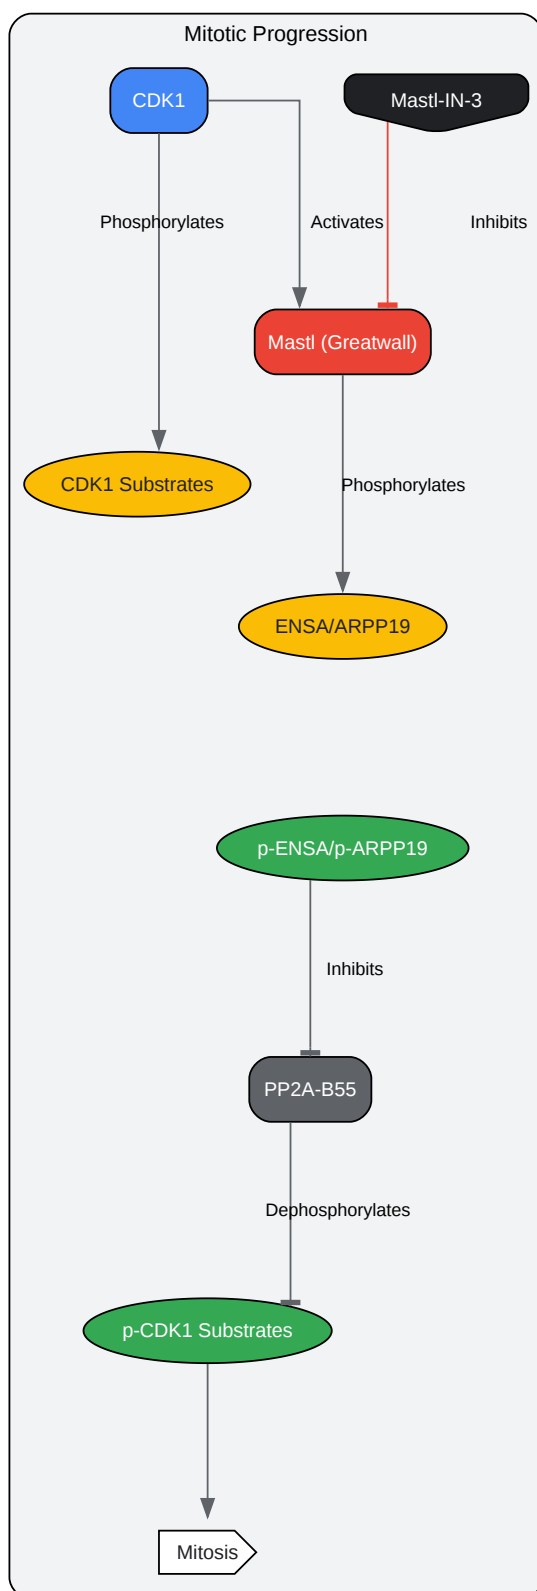 Mitotic Progression
CDK1
Mastl-IN-3
Phosphorylates
Activates
Inhibits
Mastl (Greatwall)
CDK1 Substrates
Phosphorylates
ENSA/ARPP19
p-ENSA/p-ARPP19
Inhibits
PP2A-B55
Dephosphorylates
p-CDK1 Substrates
Mitosis